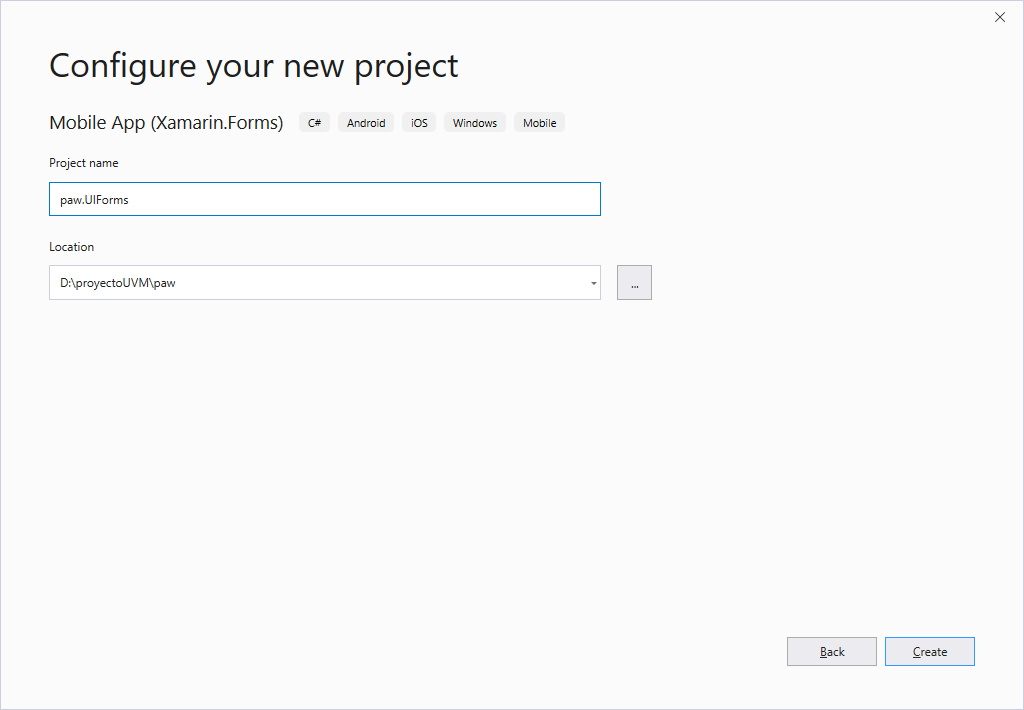 Configure your new project
Mobile App (Xamarin.Forms) C# Android iOS Windows Mobile
Project name
paw.UIForms
Location
D:\proyectoUVM\paw
...
Back Create